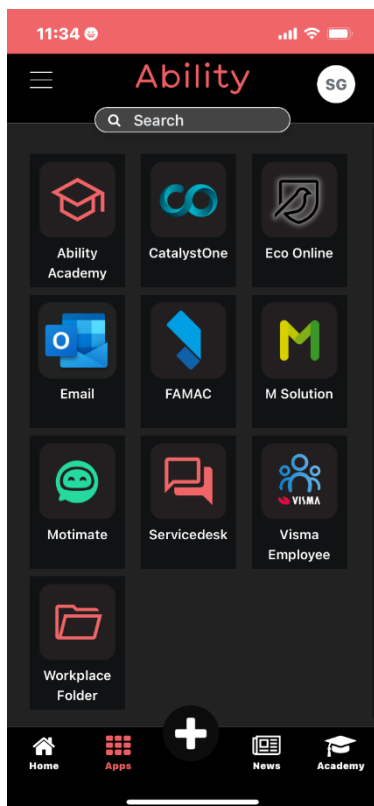 11:34
Ability
SG
Search
Ability
Academy
CatalystOne
Eco Online
O
Email
FAMAC
M
M Solution
Motimate
Servicedesk
VISMA
Visma
Employee
Workplace
Folder
Home
Apps
News
Academy